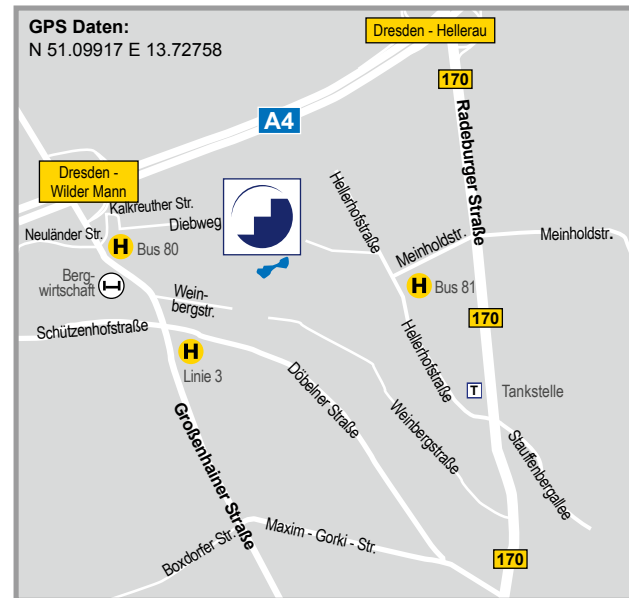 GPS Daten:
N 51.09917 E 13.72758
Dresden - Hellerau
170
A4
Radeburger Straße
Dresden -
Wilder Mann
Kalkreuther Str.
Diebweg
Hellerhofstraße
Neuländer Str.
H Bus 80
Meinholdstr.
Meinholdstr.
Berg-
wirtschaft
Wein-
bergstr.
H Bus 81
170
Schützenhofstraße
H
Linie 3
Hellerhofstraße
Döbelner Straße
T Tankstelle
Weinbergstraße
Großenhainer Straße
Stauffenbergallee
Boxdorfer Str.
Maxim - Gorki - Str.
170